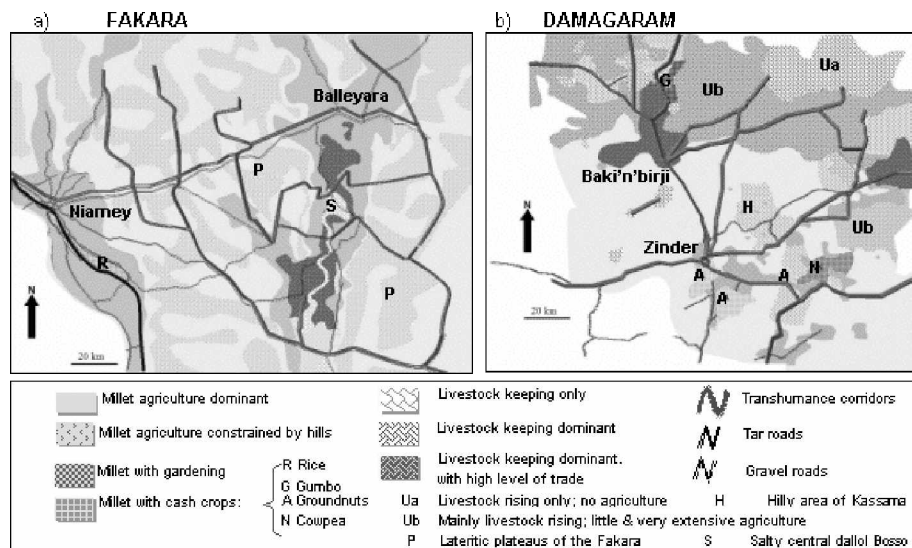 a) FAKARA
b) DAMAGARAM
Balleyara
P
S
Niamey
R
P
N
20 km
Ua
G
Ub
Baki'n'birji
H
Zinder
Ub
A
A
N
A
N
20 km
Millet agriculture dominant
Millet agriculture constrained by hills
Millet with gardening
Millet with cash crops:
R Rice
G Gumbo
A Groundnuts
N Cowpea
Livestock keeping only
Livestock keeping dominant
Livestock keeping dominant.
with high level of trade
Transhumance corridors
Tar roads
Gravel roads
Ua Livestock rising only; no agriculture
H Hilly area of Kassama
Ub Mainly livestock rising; little & very extensive agriculture
P Lateritic plateaus of the Fakara
S Salty central dallol Bosso